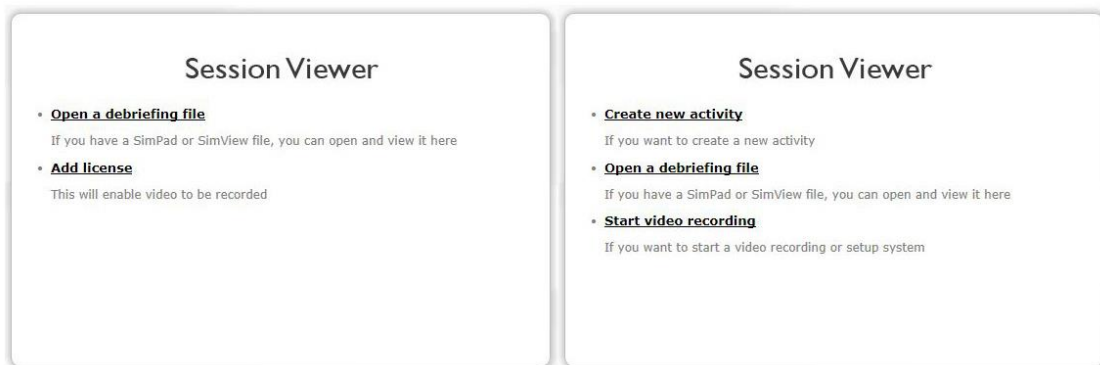 Session Viewer
Open a debriefing file
If you have a SimPad or SimView file, you can open and view it here
Add license
This will enable video to be recorded
Session Viewer
Create new activity
If you want to create a new activity
Open a debriefing file
If you have a SimPad or SimView file, you can open and view it here
Start video recording
If you want to start a video recording or setup system